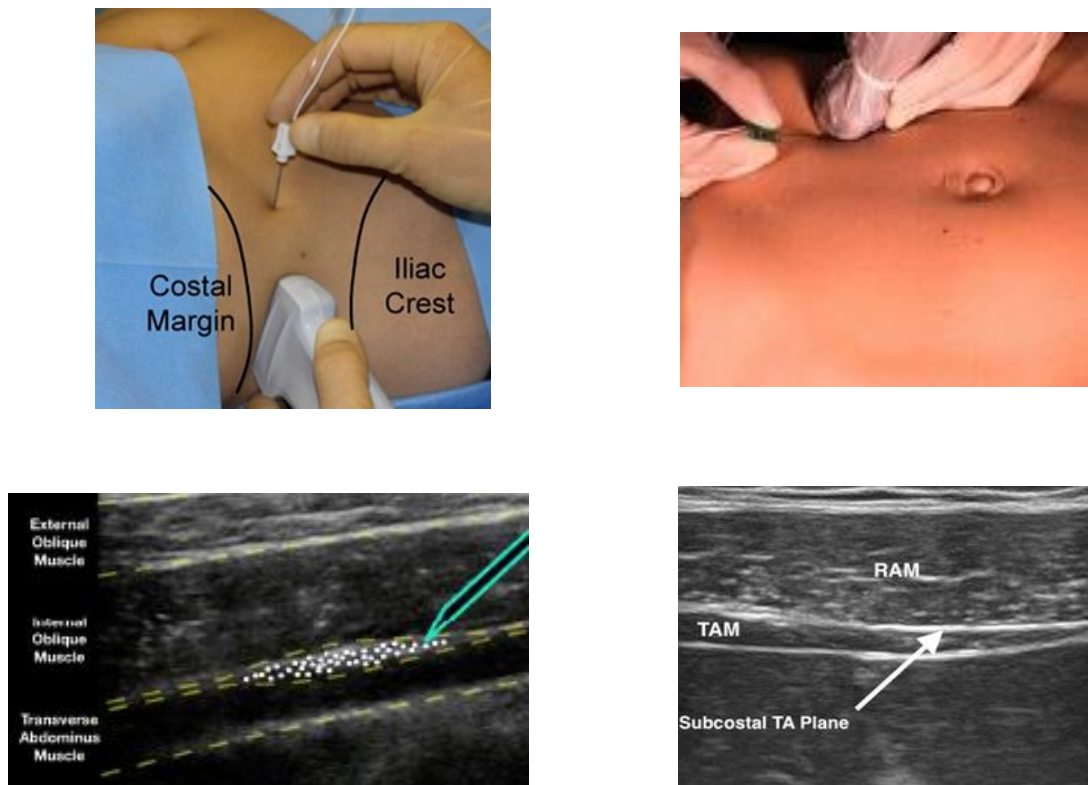 Costal
Margin
Iliac
Crest
External
Oblique
Muscle
Internal
Oblique
Muscle
Transverse
Abdominus
Muscle
RAM
TAM
Subcostal TA Plane